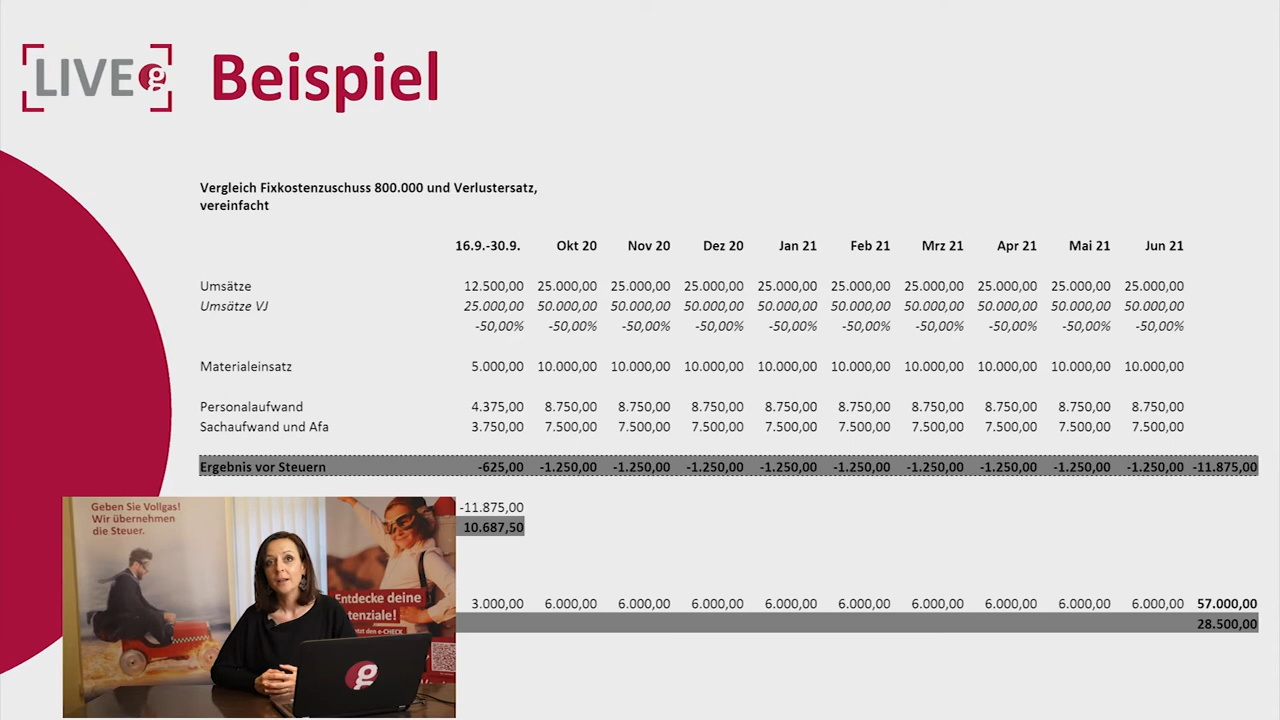 LIVE g
Beispiel
Vergleich Fixkostenzuschuss 800.000 und Verlustersatz,
vereinfacht
16.9.-30.9. Okt 20 Nov 20 Dez 20 Jan 21 Feb 21 Mrz 21 Apr 21 Mai 21 Jun 21
Umsätze 12.500,00 25.000,00 25.000,00 25.000,00 25.000,00 25.000,00 25.000,00 25.000,00 25.000,00 25.000,00
Umsätze VJ 25.000,00 50.000,00 50.000,00 50.000,00 50.000,00 50.000,00 50.000,00 50.000,00 50.000,00 50.000,00
-50,00% -50,00% -50,00% -50,00% -50,00% -50,00% -50,00% -50,00% -50,00% -50,00%
Materialeinsatz 5.000,00 10.000,00 10.000,00 10.000,00 10.000,00 10.000,00 10.000,00 10.000,00 10.000,00 10.000,00
Personalaufwand 4.375,00 8.750,00 8.750,00 8.750,00 8.750,00 8.750,00 8.750,00 8.750,00 8.750,00 8.750,00
Sachaufwand und Afa 3.750,00 7.500,00 7.500,00 7.500,00 7.500,00 7.500,00 7.500,00 7.500,00 7.500,00 7.500,00
Ergebnis vor Steuern -625,00 -1.250,00 -1.250,00 -1.250,00 -1.250,00 -1.250,00 -1.250,00 -1.250,00 -1.250,00 -1.250,00 -11.875,00
-11.875,00
10.687,50
3.000,00 6.000,00 6.000,00 6.000,00 6.000,00 6.000,00 6.000,00 6.000,00 6.000,00 6.000,00 57.000,00
28.500,00
Geben Sie Vollgas!
Wir übernehmen
die Steuer.
Entdecke deine
tenziale!
tzt den e-CHECK
g